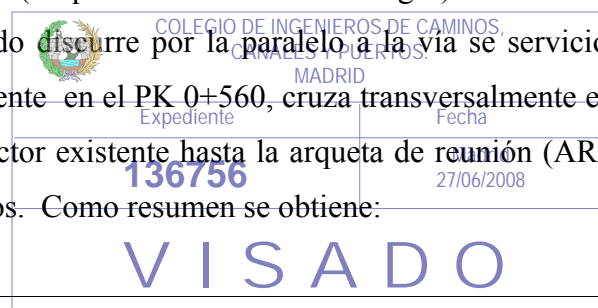 COLEGIO DE INGENIEROS DE CAMINOS,
do discurre por la paralelo a la vía se servicio
CANALES Y PUERTOS.
MADRID
ente en el PK 0+560, cruza transversalmente e
Expediente Fecha
ctor existente hasta la arqueta de reunión (AR
136756 Madrid
27/06/2008
os. Como resumen se obtiene:
VISADO